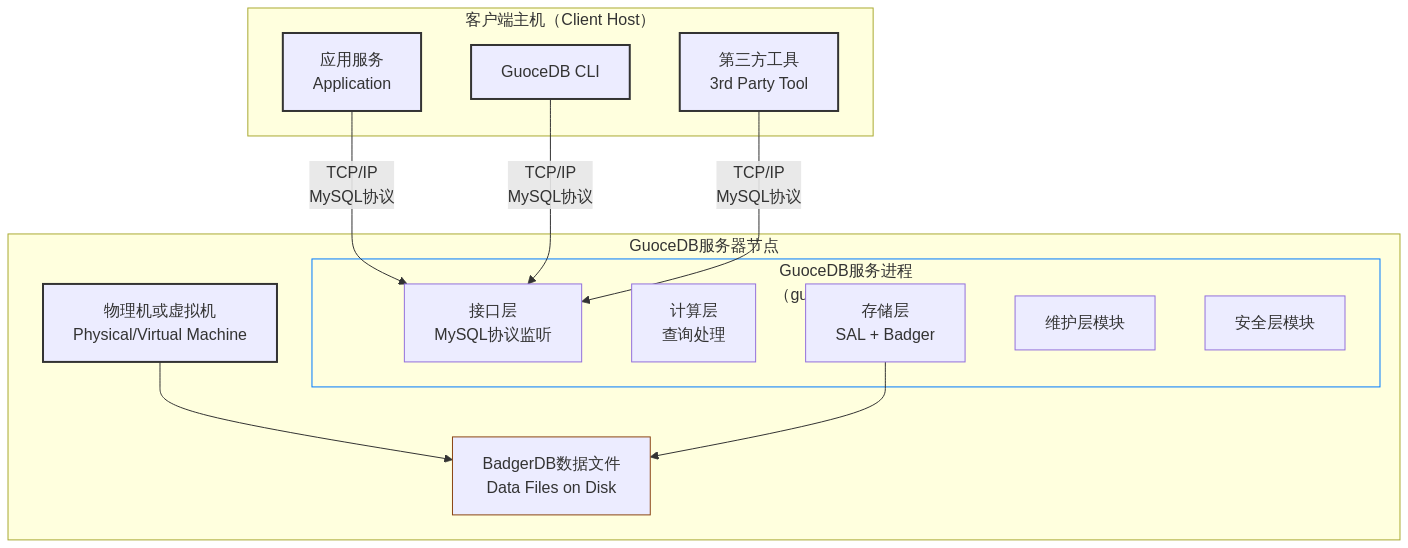 客户端主机（Client Host）
应用服务
Application
GuoceDB CLI
第三方工具
3rd Party Tool
TCP/IP
MySQL协议
TCP/IP
MySQL协议
TCP/IP
MySQL协议
GuoceDB服务器节点
GuoceDB服务进程
物理机或虚拟机
Physical/Virtual Machine
接口层
MySQL协议监听
计算层
查询处理
存储层
SAL + Badger
维护层模块
安全层模块
BadgerDB数据文件
Data Files on Disk